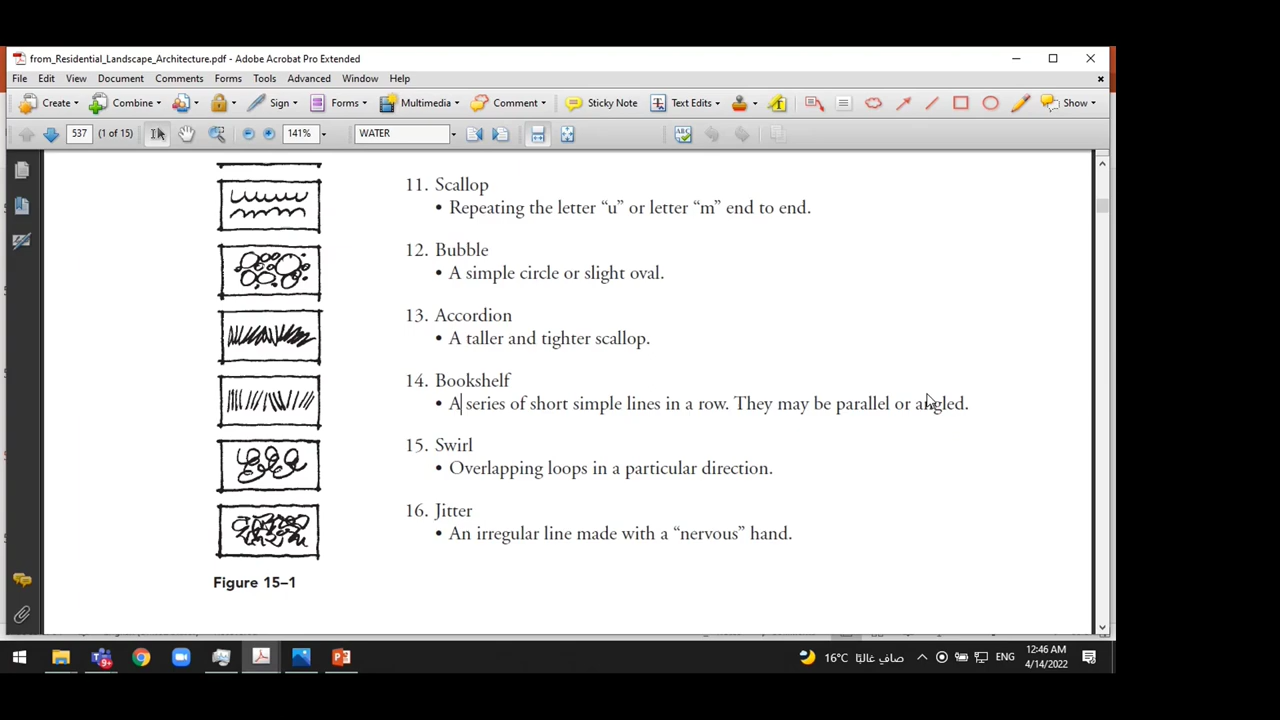 from_Residential_Landscape_Architecture.pdf - Adobe Acrobat Pro Extended
File Edit View Document Comments Forms Tools Advanced Window Help
Create Combine Sign Forms Multimedia Comment Sticky Note Text Edits Show
537 (1 of 15) 141% WATER
11. Scallop
• Repeating the letter “u” or letter “m” end to end.
12. Bubble
• A simple circle or slight oval.
13. Accordion
• A taller and tighter scallop.
14. Bookshelf
• A series of short simple lines in a row. They may be parallel or angled.
15. Swirl
• Overlapping loops in a particular direction.
16. Jitter
• An irregular line made with a “nervous” hand.
Figure 15–1
16°C صافي غالبًا ENG 12:46 AM
4/14/2022